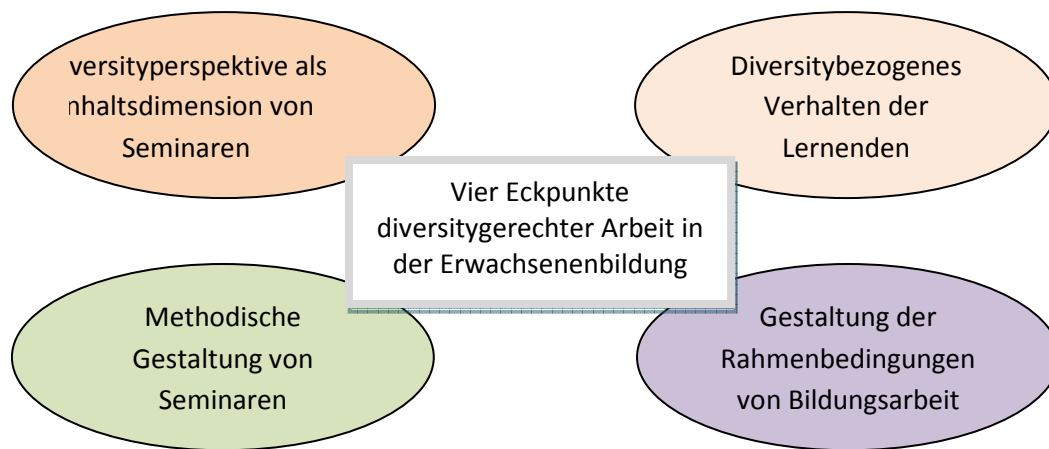 versityperspektive als
nhaltsdimension von
Seminaren
Diversitybezogenes
Verhalten der
Lernenden
Vier Eckpunkte
diversitygerechter Arbeit in
der Erwachsenenbildung
Methodische
Gestaltung von
Seminaren
Gestaltung der
Rahmenbedingungen
von Bildungsarbeit